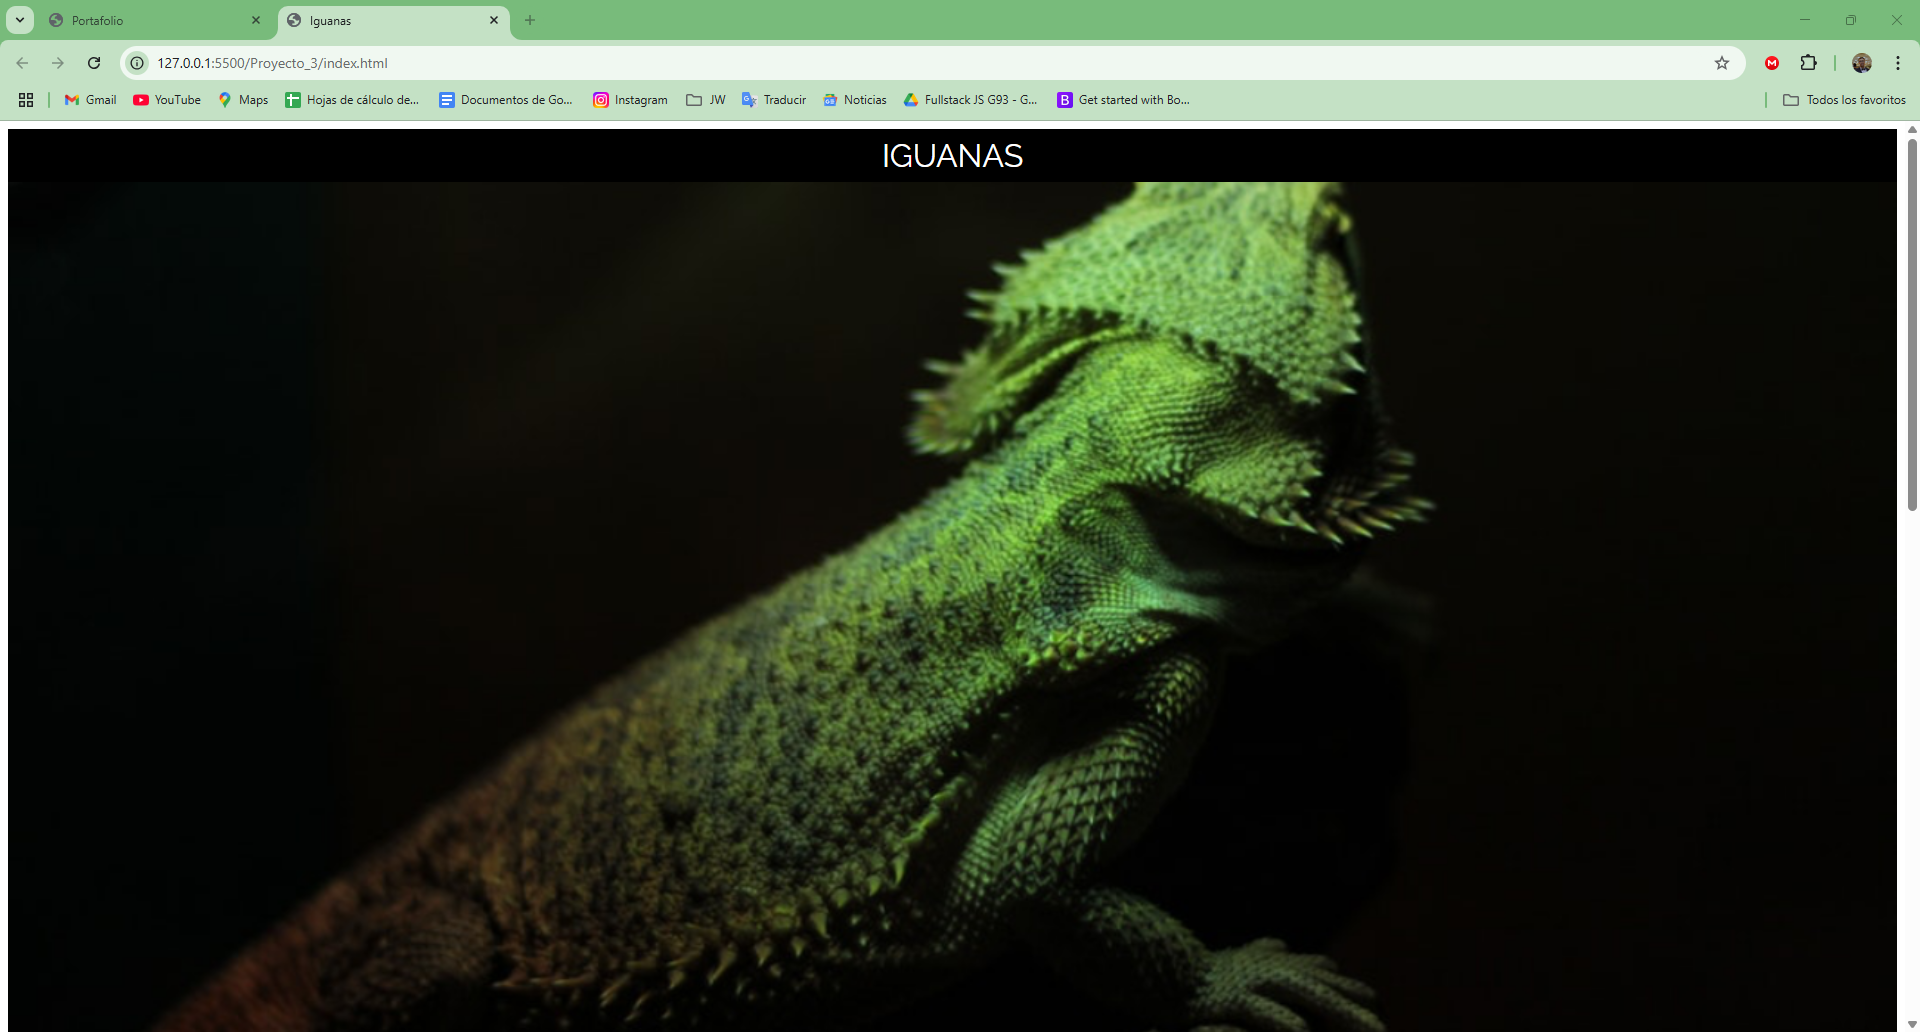 Portafolio
Iguanas
127.0.0.1:5500/Proyecto_3/index.html
Gmail YouTube Maps Hojas de cálculo de... Documentos de Go... Instagram JW Traducir Noticias Fullstack JS G93 - G... Get started with Bo... Todos los favoritos
IGUANAS